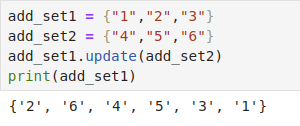 add_set1 = {"1","2","3"}
add_set2 = {"4","5","6"}
add_set1.update(add_set2)
print(add_set1)
{'2', '6', '4', '5', '3', '1'}